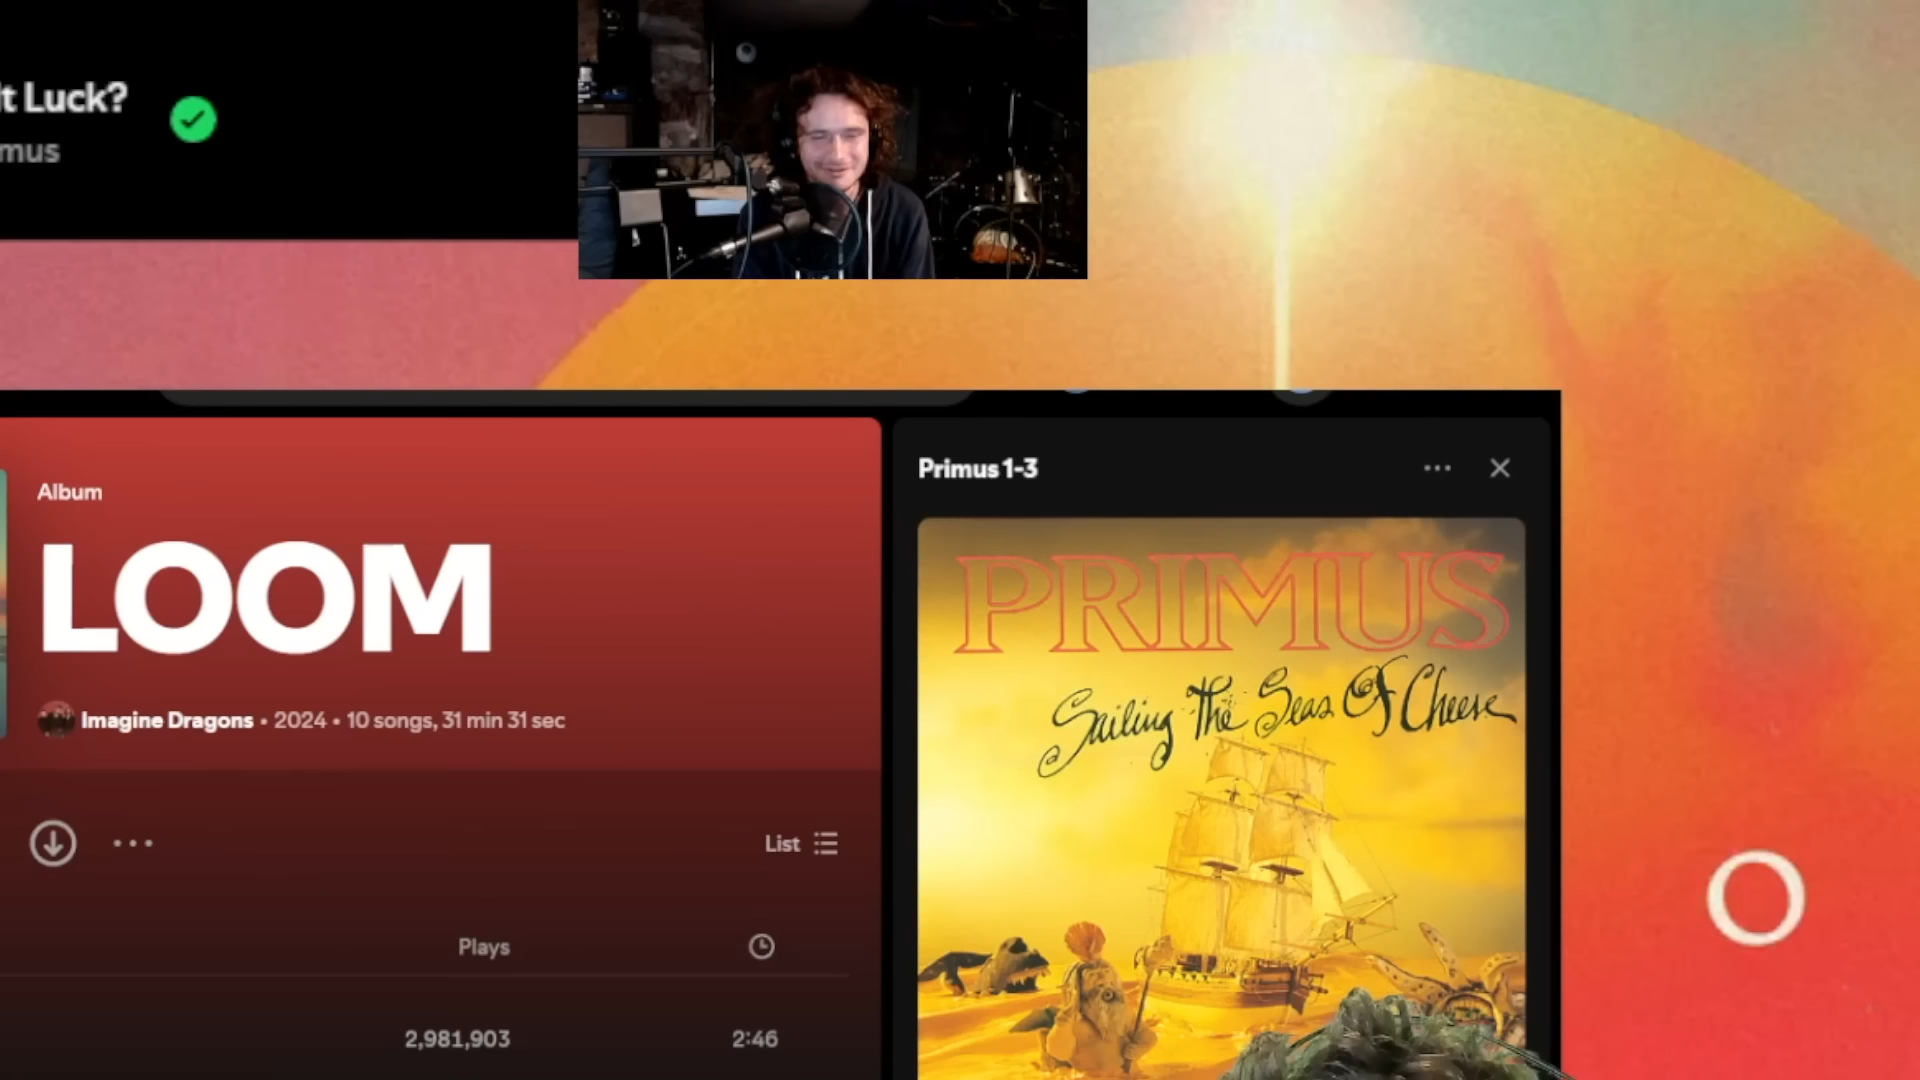 t Luck?
mus
Album
LOOM
Imagine Dragons • 2024 • 10 songs, 31 min 31 sec
List
Plays
2,981,903
2:46
Primus 1-3
PRIMUS
Sailing The Seas Of Cheese
O